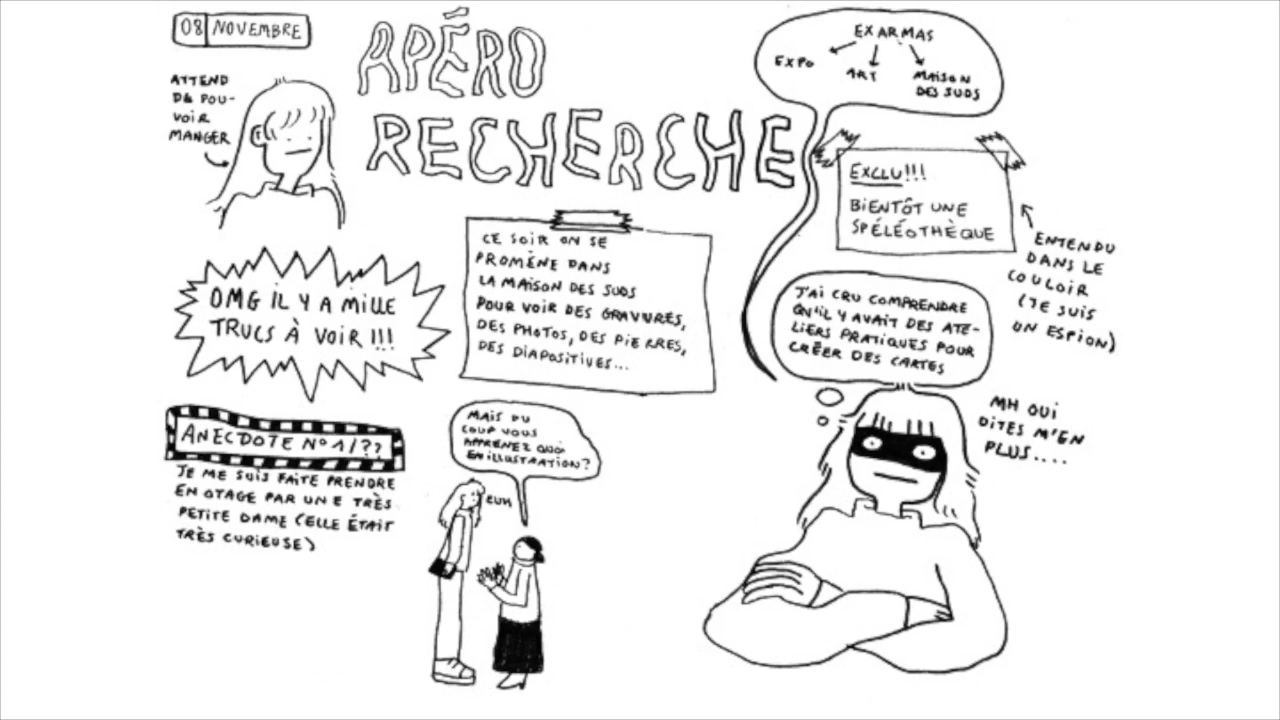 08 NOVEMBRE
APÉRO
RECHERCHE
ATTEND
DE POU-
VOIR
MANGER
EXARMAS
EXPO
ART
MAISON
DES SUDS
EXCLU!!!
BIENTÔT UNE
SPÉLÉOTHÈQUE
ENTENDU
DANS LE
COULOIR
(JE SUIS
UN ESPION)
OMG IL Y A MILLE
TRUCS À VOIR !!!
CE SOIR ON SE
PROMÈNE DANS
LA MAISON DES SUDS
POUR VOIR DES GRAVURES,
DES PHOTOS, DES PIERRES,
DES DIAPOSITIVES...
J'AI CRU COMPRENDRE
QU'IL Y AVAIT DES ATE-
LIERS PRATIQUES POUR
CRÉER DES CARTES
MH OUI
DITES M'EN
PLUS....
ANECDOTE N°1/??
JE ME SUIS FAITE PRENDRE
EN OTAGE PAR UNE TRÈS
PETITE DAME (ELLE ÉTAIT
TRÈS CURIEUSE)
MAIS DU
COUP VOUS
APPRENEZ QUOI
EN ILLUSTRATION?
EUH